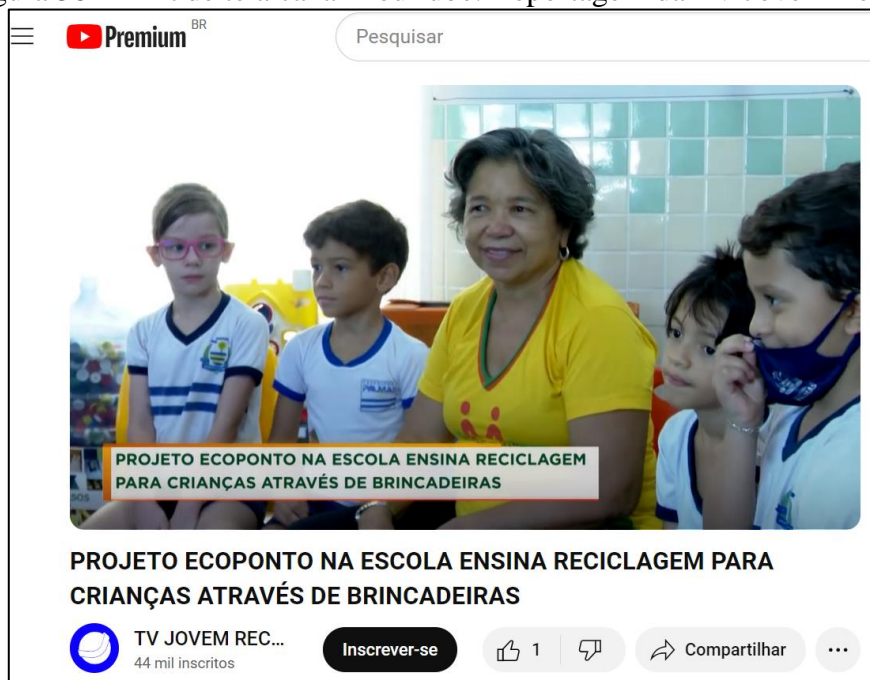 Premium BR
Pesquisar
PALMAS
PROJETO ECOPONTO NA ESCOLA ENSINA RECICLAGEM
PARA CRIANÇAS ATRAVÉS DE BRINCADEIRAS
PROJETO ECOPONTO NA ESCOLA ENSINA RECICLAGEM PARA
CRIANÇAS ATRAVÉS DE BRINCADEIRAS
TV JOVEM REC...
44 mil inscritos
Inscrever-se
1
Compartilhar